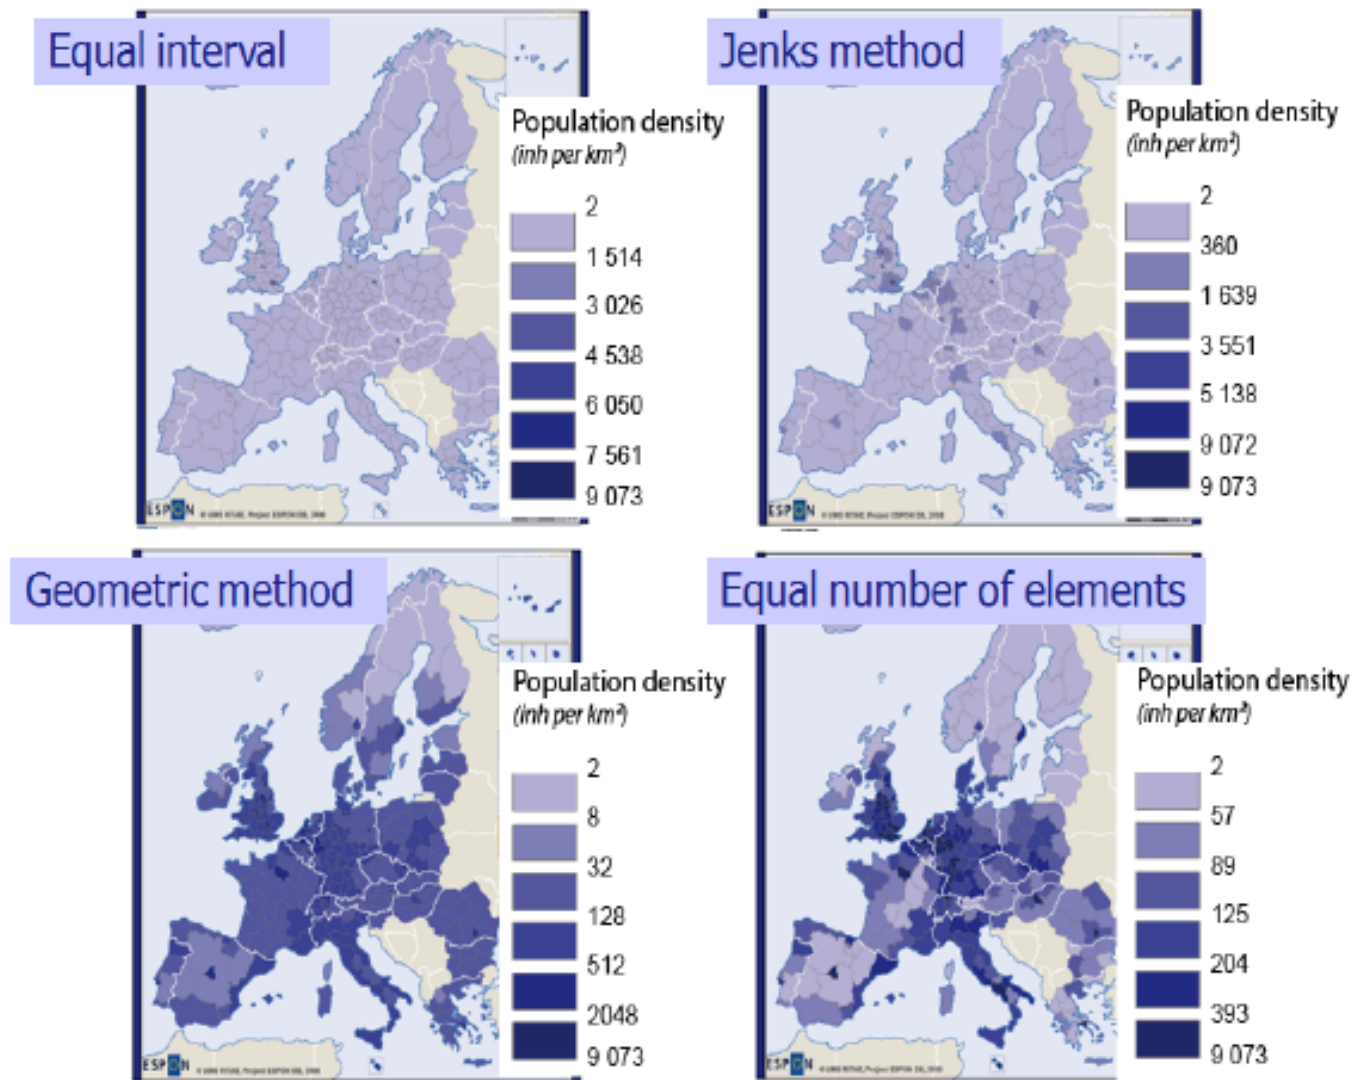 Equal interval
Population density
(inh per km²)
2
1 514
3 026
4 538
6 050
7 561
9 073
ESPON
Jenks method
Population density
(inh per km²)
2
360
1 639
3 551
5 138
9 072
9 073
ESPON
Geometric method
Population density
(inh per km²)
2
8
32
128
512
2048
9 073
ESPON
Equal number of elements
Population density
(inh per km²)
2
57
89
125
204
393
9 073
ESPON